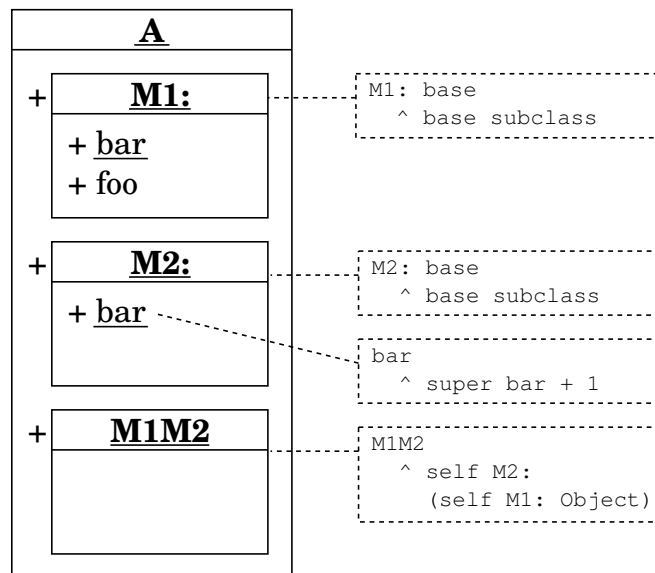 A
+ M1:
+ bar
+ foo
M1: base
^ base subclass
+ M2:
+ bar
M2: base
^ base subclass
bar
^ super bar + 1
+ M1M2
M1M2
^ self M2:
(self M1: Object)